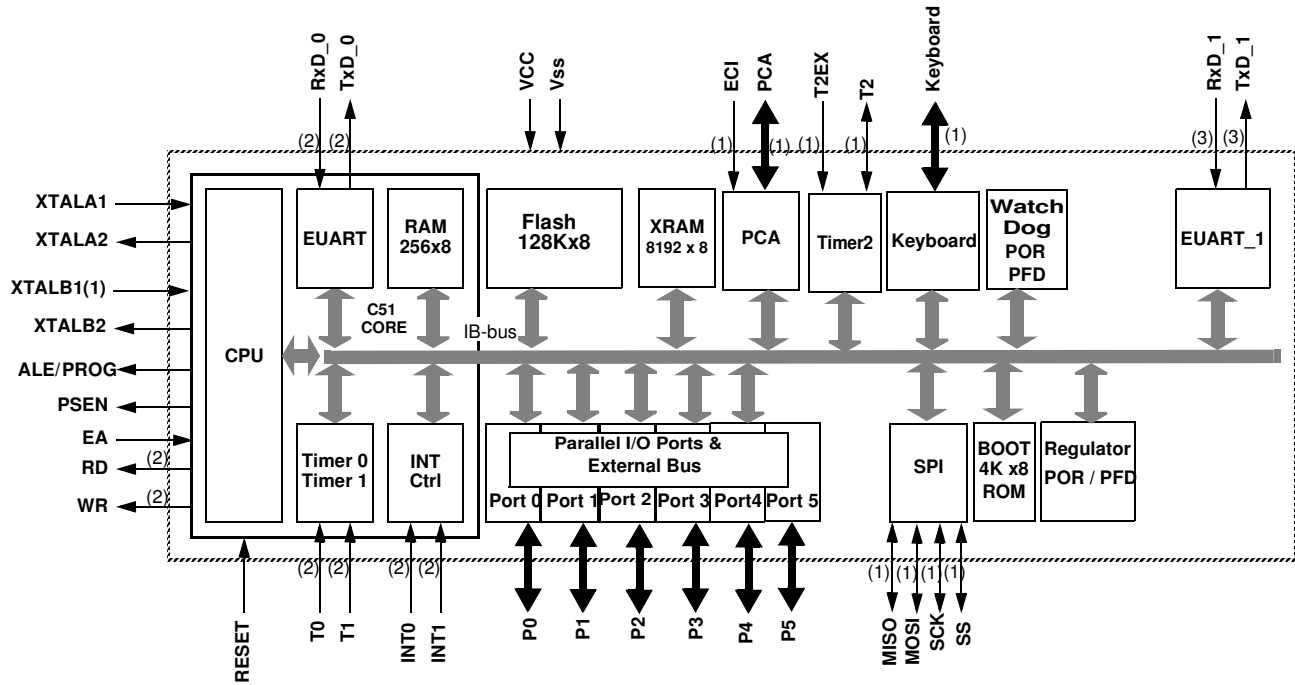 RxD_0
TxD_0
VCC
Vss
ECI
PCA
T2EX
T2
Keyboard
RxD_1
TxD_1
(2)
(2)
(1)
(1)
(1)
(1)
(1)
(3)
(3)
XTALA1
XTALA2
XTALB1(1)
XTALB2
ALE/PROG
PSEN
EA
RD
(2)
WR
(2)
CPU
EUART
RAM
256x8
C51
CORE
IB-bus
Flash
128Kx8
XRAM
8192 x 8
PCA
Timer2
Keyboard
Watch
Dog
POR
PFD
EUART_1
Timer 0
Timer 1
INT
Ctrl
Parallel I/O Ports &
External Bus
Port 0
Port 1
Port 2
Port 3
Port4
Port 5
SPI
BOOT
4K x8
ROM
Regulator
POR / PFD
(2)
(2)
(2)
(2)
(1)
(1)
(1)
(1)
RESET
T0
T1
INT0
INT1
P0
P1
P2
P3
P4
P5
MISO
MOSI
SCK
SS